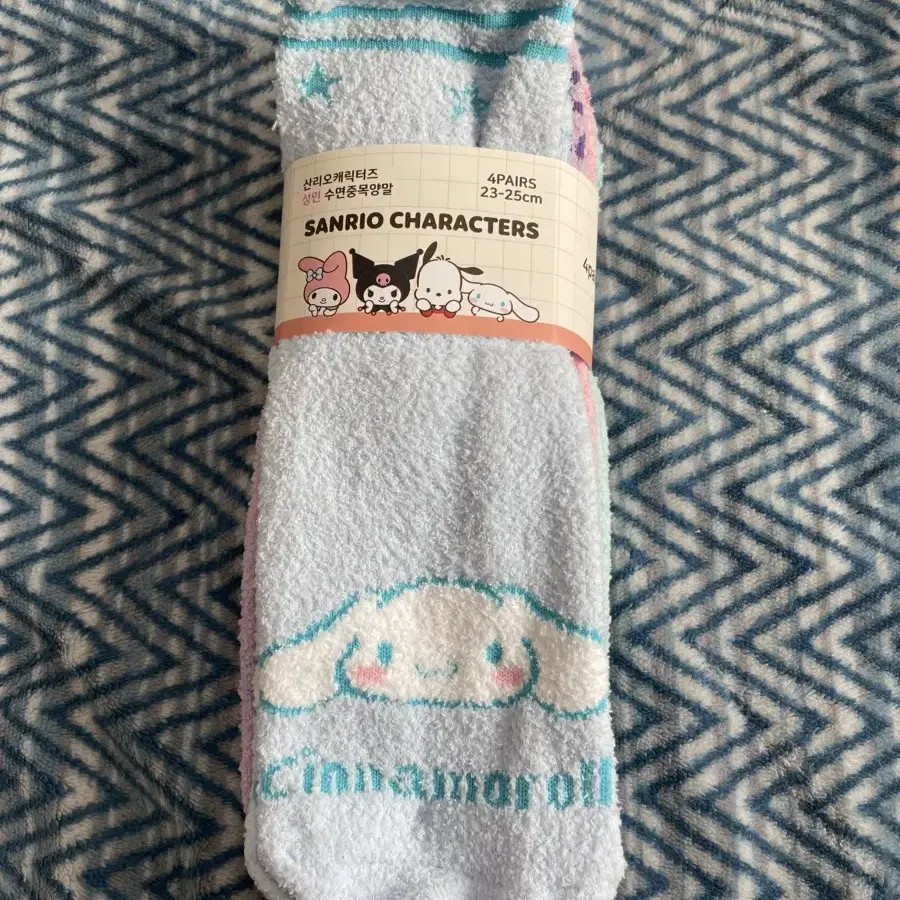 산리오캐릭터즈
성인 수면중목양말
4PAIRS
23-25cm
SANRIO CHARACTERS
Cinnamoroll